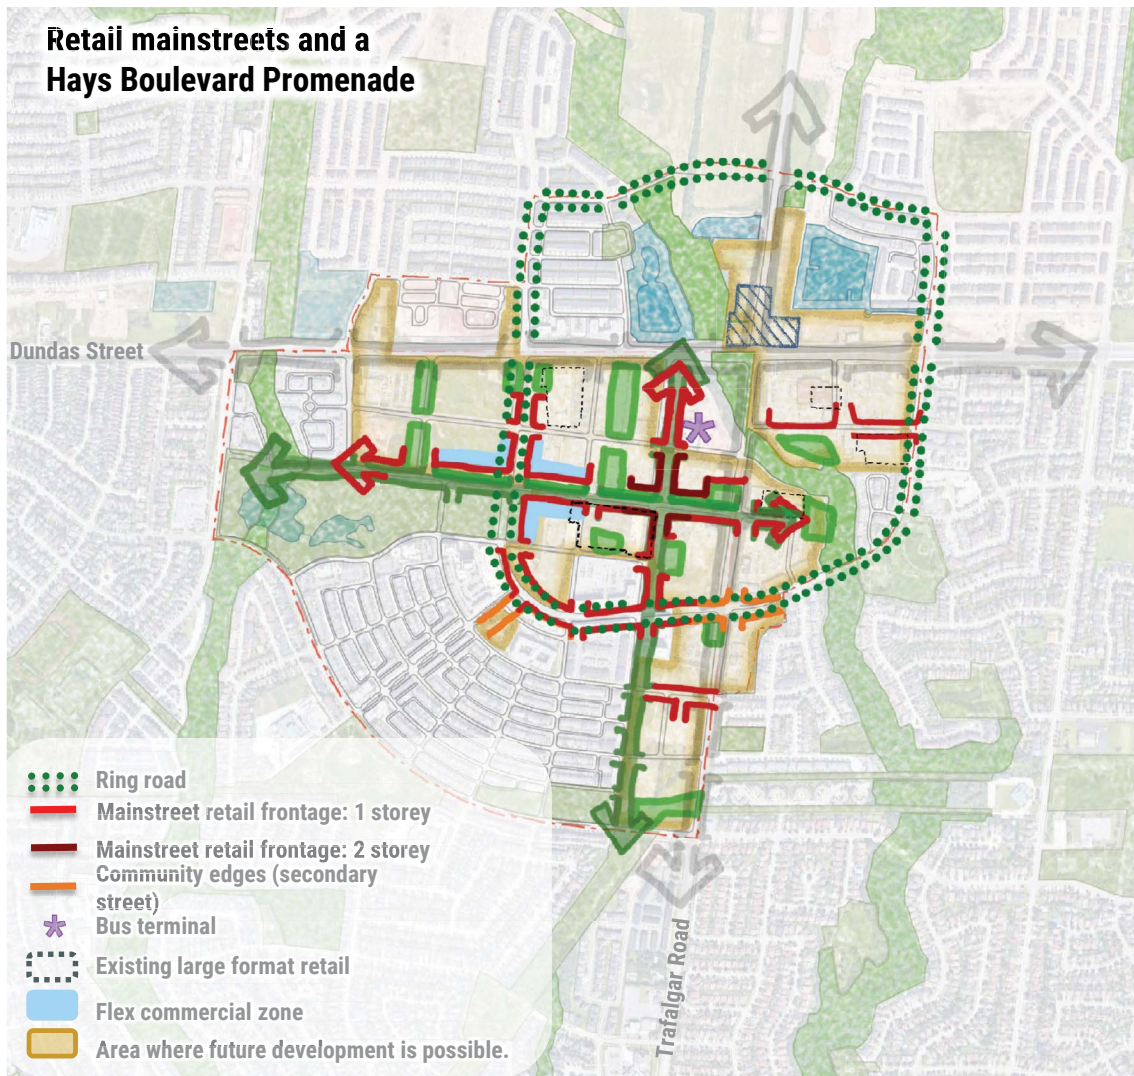 Retail mainstreets and a
Hays Boulevard Promenade
Dundas Street
Ring road
Mainstreet retail frontage: 1 storey
Mainstreet retail frontage: 2 storey
Community edges (secondary
street)
Bus terminal
Existing large format retail
Flex commercial zone
Area where future development is possible.
Trafalgar Road